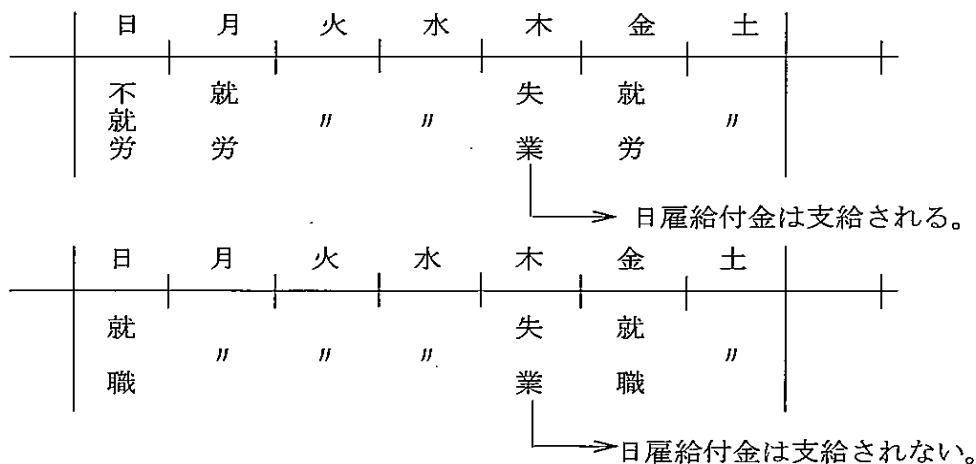 日 月 火 水 木 金 土
不就労 就労 〃 〃 失業 就労 〃
日雇給付金は支給される。
日 月 火 水 木 金 土
就職 〃 〃 〃 失業 就職 〃
日雇給付金は支給されない。